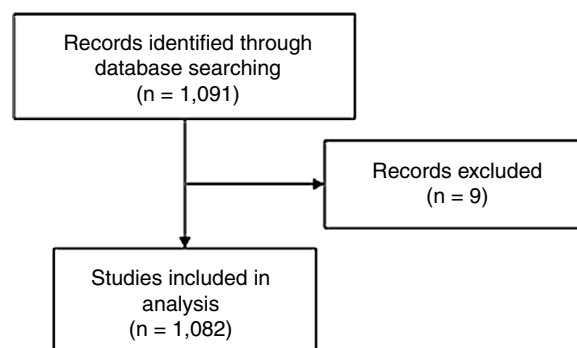 Records identified through
database searching
(n = 1,091)
Records excluded
(n = 9)
Studies included in
analysis
(n = 1,082)